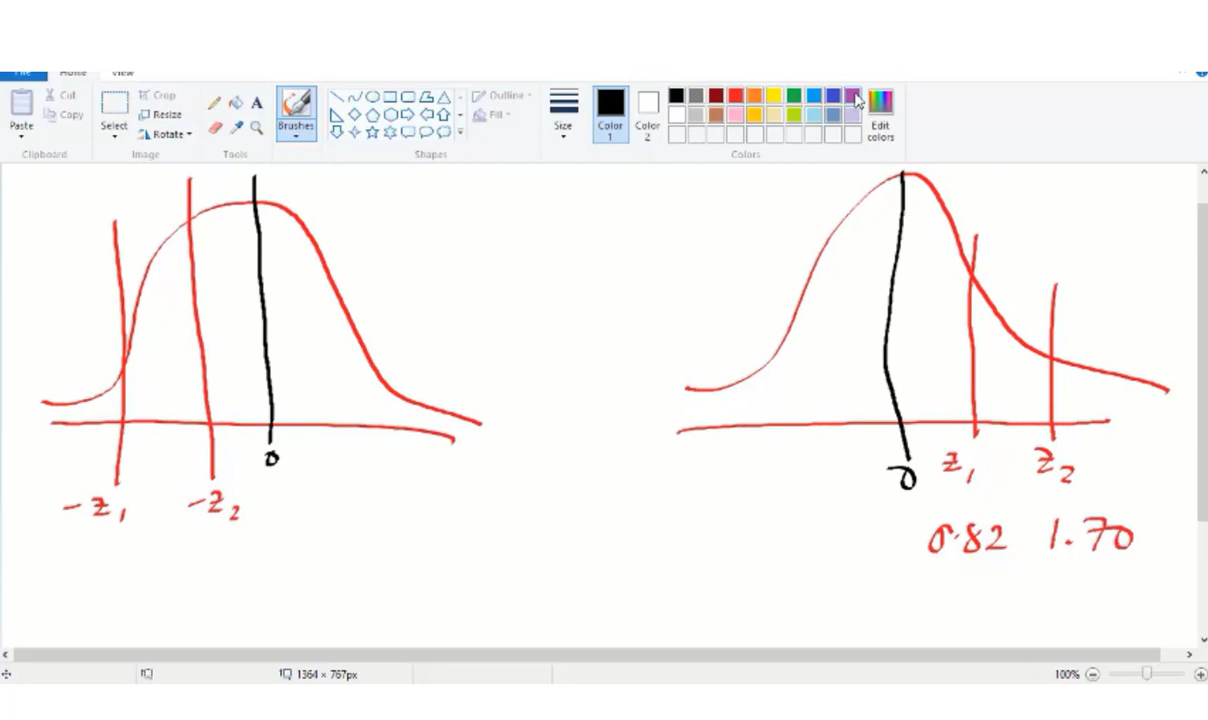 File Home View
Cut
Copy
Paste
Clipboard
Crop
Resize
Rotate
Select
Image
A
Tools
Brushes
Outline
Fill
Shapes
Size
Color 1
Color 2
Edit colors
Colors
0
-z₁ -z₂
0 z₁ z₂
0.82 1.70
1364 × 767px
100%